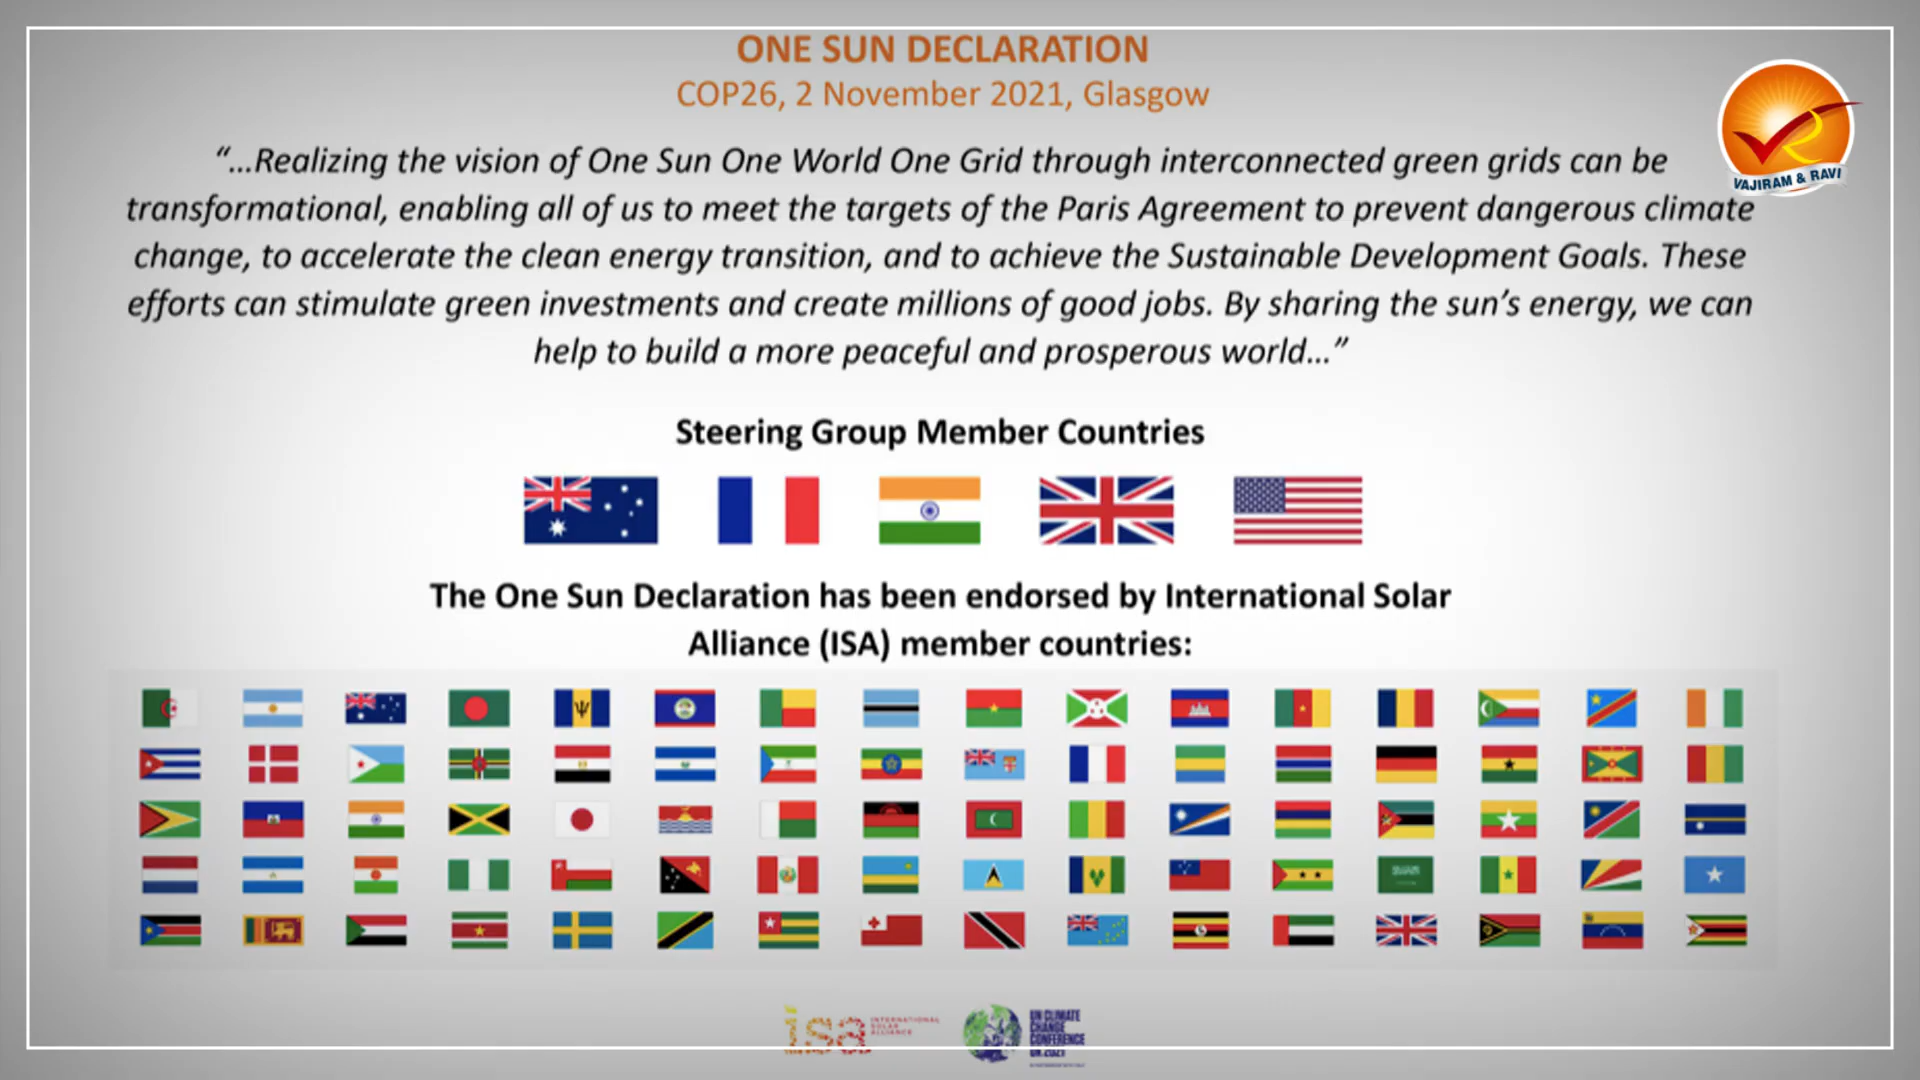 ONE SUN DECLARATION
COP26, 2 November 2021, Glasgow
VAJIRAM & RAVI
“...Realizing the vision of One Sun One World One Grid through interconnected green grids can be
transformational, enabling all of us to meet the targets of the Paris Agreement to prevent dangerous climate
change, to accelerate the clean energy transition, and to achieve the Sustainable Development Goals. These
efforts can stimulate green investments and create millions of good jobs. By sharing the sun’s energy, we can
help to build a more peaceful and prosperous world...”
Steering Group Member Countries
The One Sun Declaration has been endorsed by International Solar
Alliance (ISA) member countries:
isa
INTERNATIONAL
SOLAR
ALLIANCE
UN CLIMATE
CHANGE
CONFERENCE
UK 2021